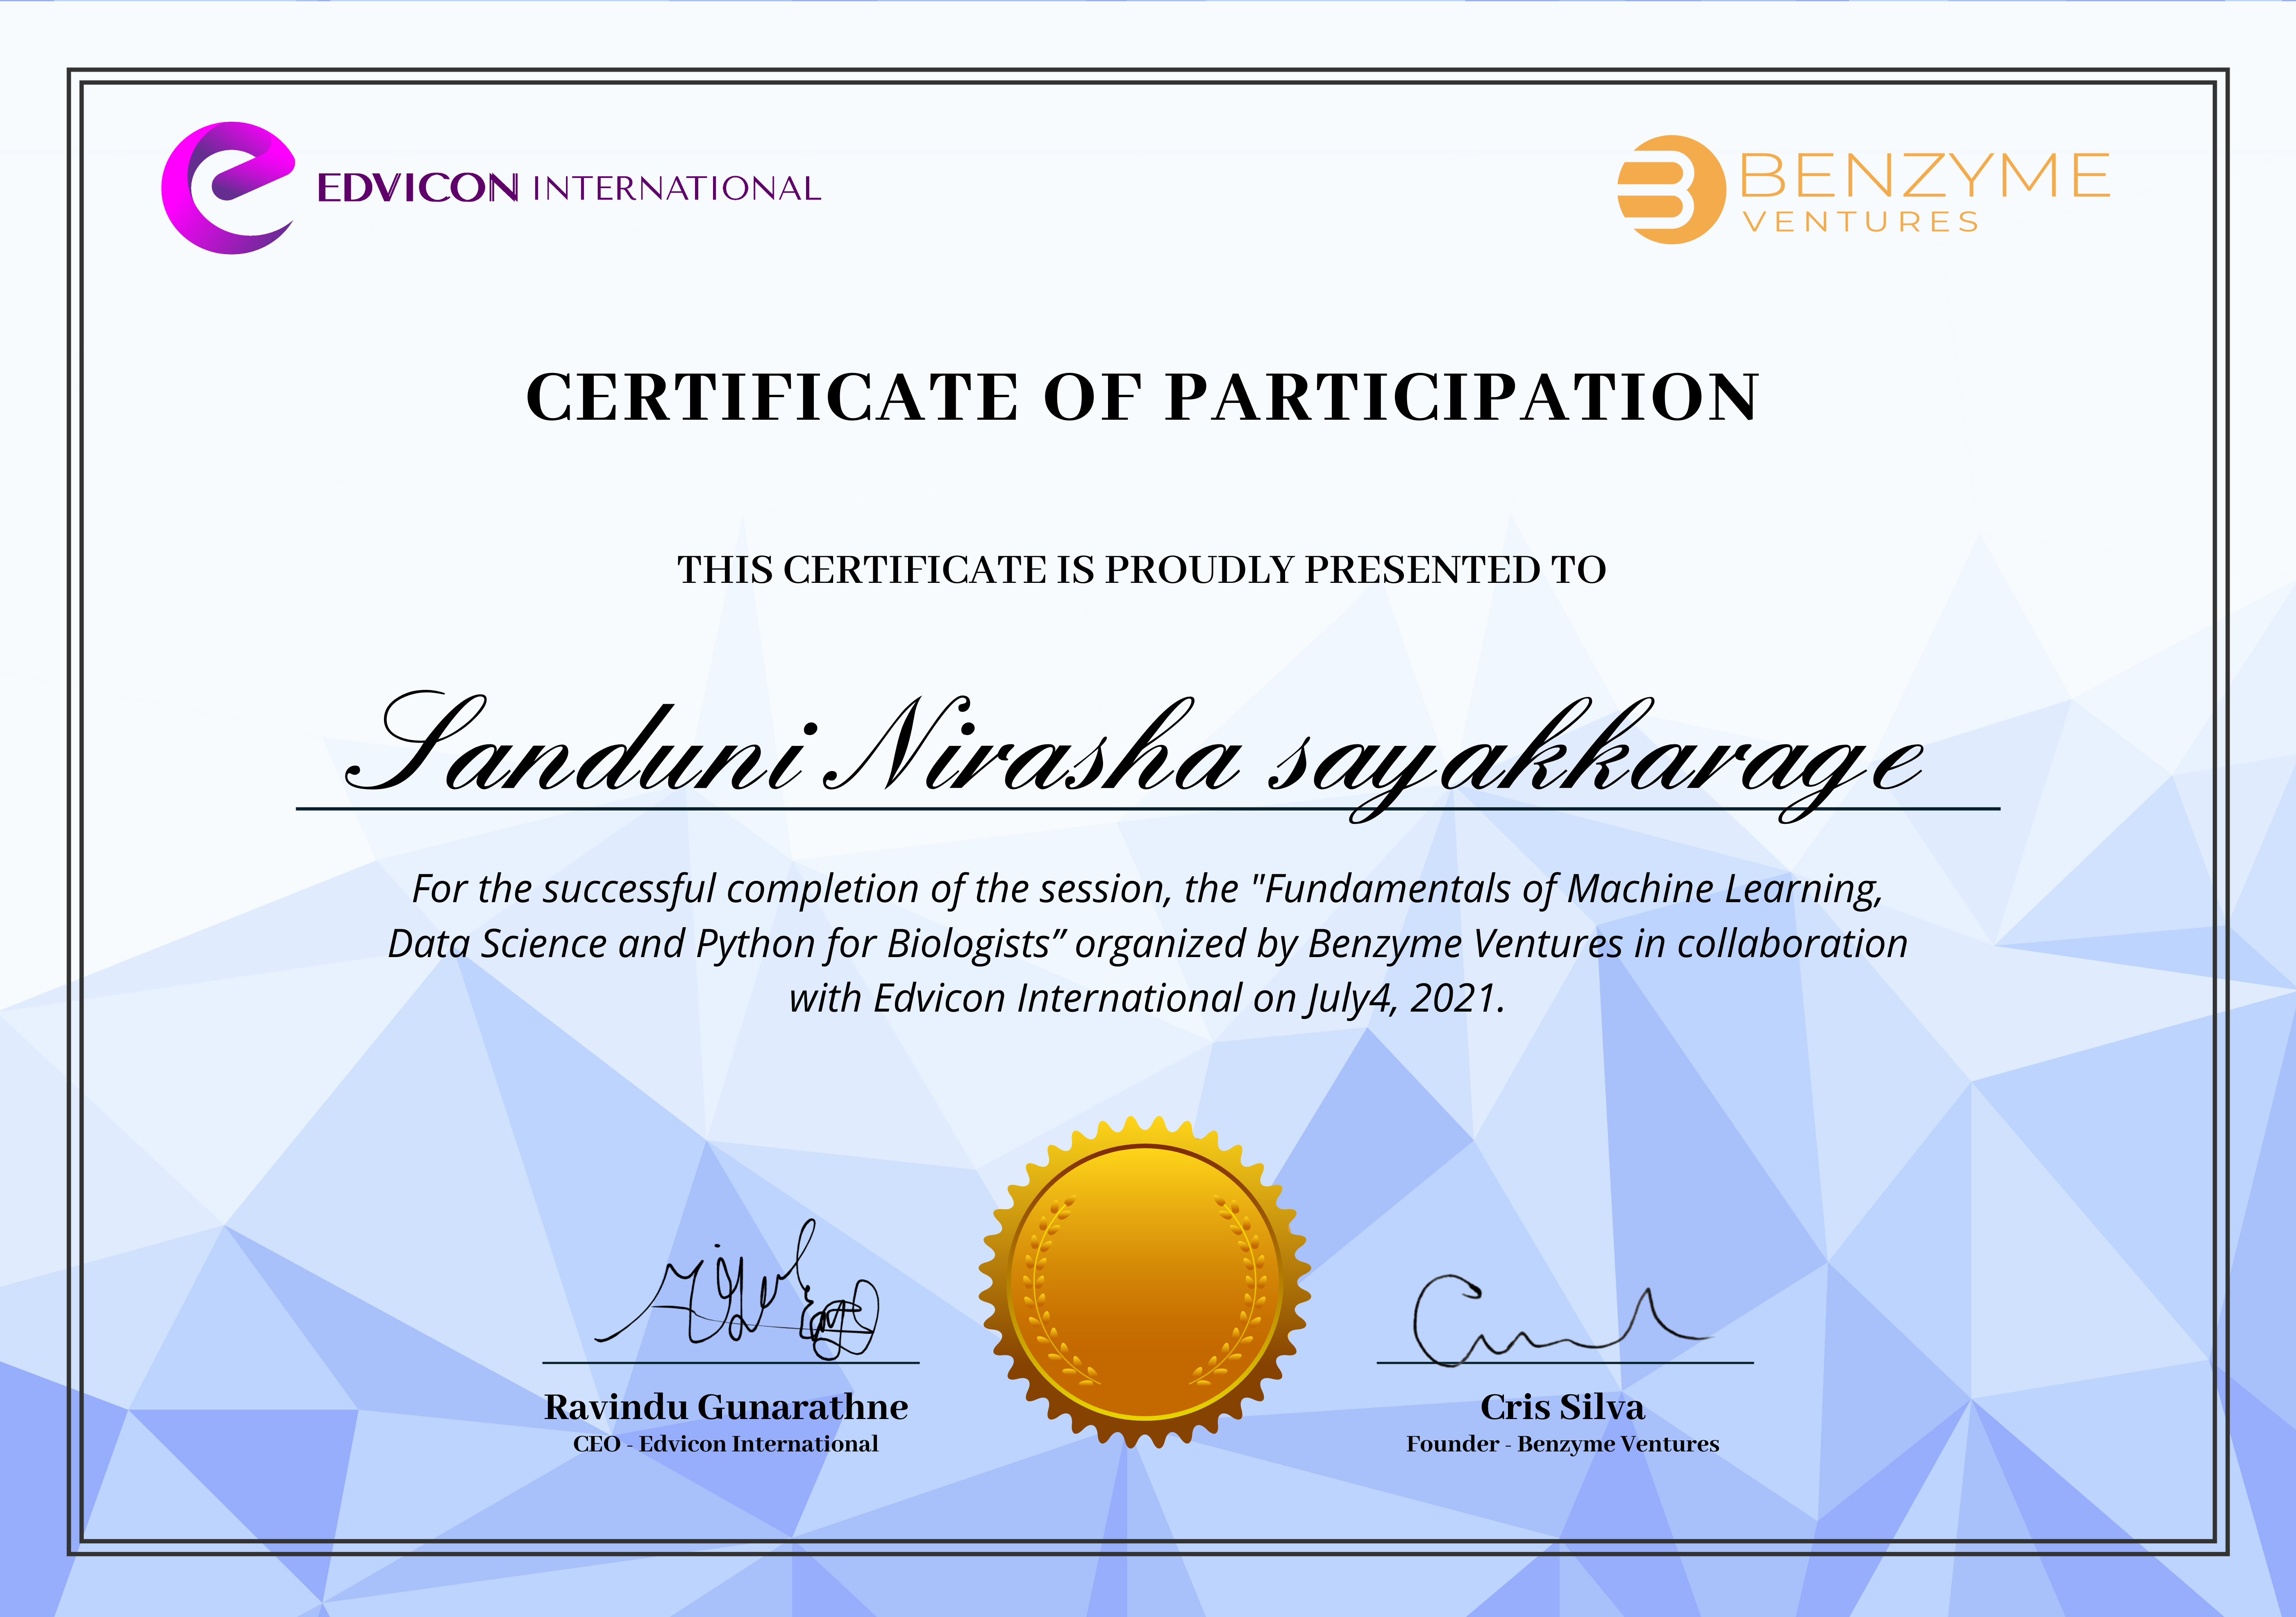 EDVICON INTERNATIONAL
BENZYME
VENTURES
CERTIFICATE OF PARTICIPATION
THIS CERTIFICATE IS PROUDLY PRESENTED TO
Sanduni Nirasha sayakkarage
For the successful completion of the session, the "Fundamentals of Machine Learning,
Data Science and Python for Biologists” organized by Benzyme Ventures in collaboration
with Edvicon International on July4, 2021.
Ravindu Gunarathne
CEO - Edvicon International
Cris Silva
Founder - Benzyme Ventures